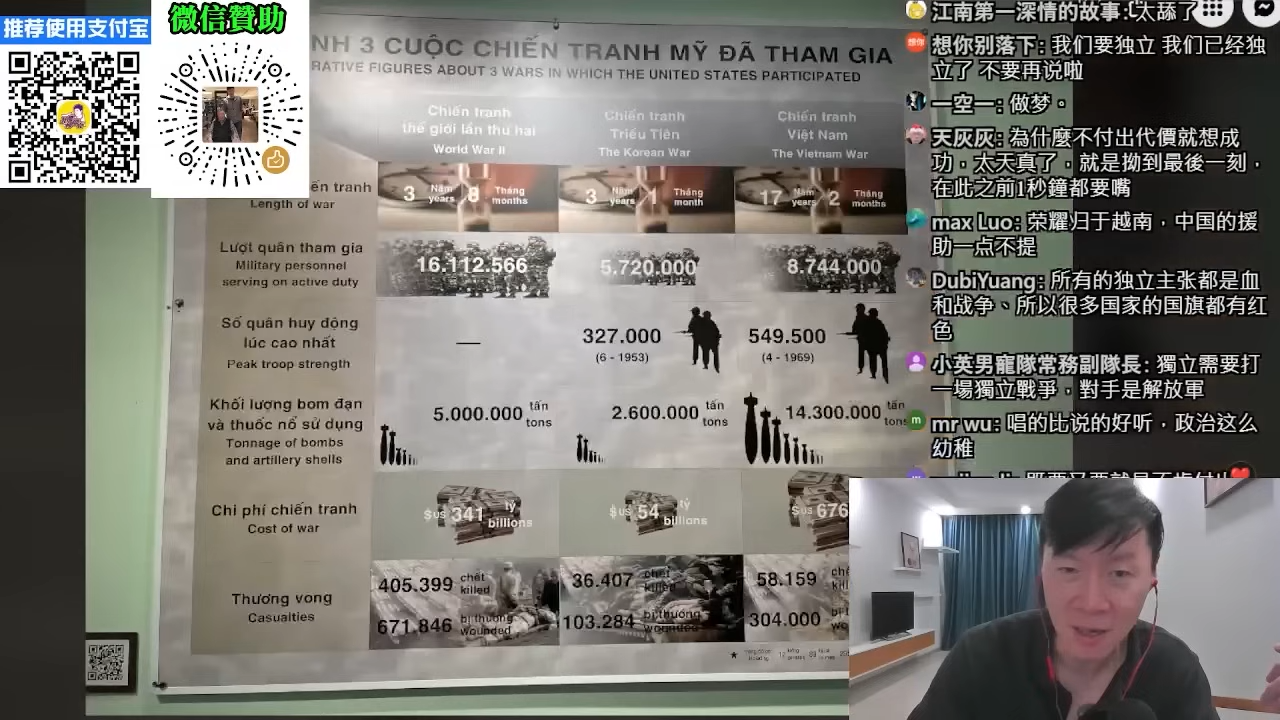 推荐使用支付宝
微信贊助
NH 3 CUỘC CHIẾN TRANH MỸ ĐÃ THAM GIA
RATIVE FIGURES ABOUT 3 WARS IN WHICH THE UNITED STATES PARTICIPATED
Chiến tranh
thế giới lần thứ hai
World War II
Chiến tranh
Triều Tiên
The Korean War
Chiến tranh
Việt Nam
The Vietnam War
ến tranh
Length of war
3 Năm years 8 Tháng months
3 Năm years 1 Tháng month
17 Năm years 2 Tháng months
Lượt quân tham gia
Military personnel
serving on active duty
16.112.566
5.720.000
8.744.000
Số quân huy động
lúc cao nhất
Peak troop strength
—
327.000
(6 - 1953)
549.500
(4 - 1969)
Khối lượng bom đạn
và thuốc nổ sử dụng
Tonnage of bombs
and artillery shells
5.000.000 tấn tons
2.600.000 tấn tons
14.300.000 tấn tons
Chi phí chiến tranh
Cost of war
$US 341 tỷ billions
$US 54 tỷ billions
$US 676
Thương vong
Casualties
405.399 chết killed
671.846 bị thương wounded
36.407 chết killed
103.284 bị thương wounded
58.159 chế kille
304.000 bị t wo
江南第一深情的故事: 太舔了
想你别落下: 我们要独立 我们已经独
立了 不要再说啦
一空一: 做梦。
天灰灰: 為什麼不付出代價就想成
功，太天真了，就是拗到最後一刻，
在此之前1秒鐘都要嘴
max Luo: 荣耀归于越南，中国的援
助一点不提
DubiYuang: 所有的独立主张都是血
和战争、所以很多国家的国旗都有红
色
小英男寵隊常務副隊長: 獨立需要打
一場獨立戰爭，對手是解放軍
mr wu: 唱的比说的好听，政治这么
幼稚